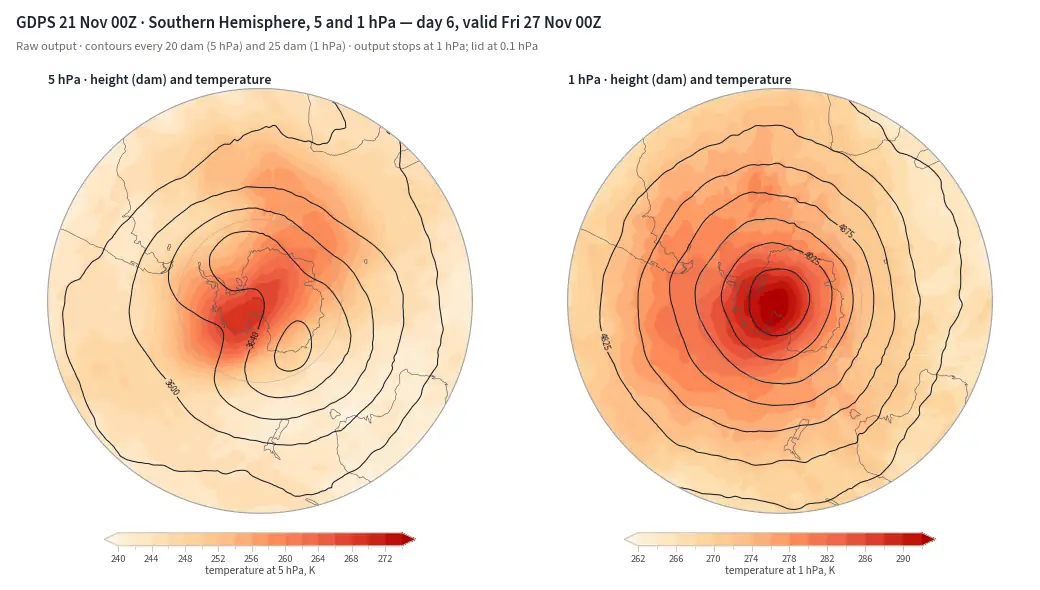 GDPS 21 Nov 00Z · Southern Hemisphere, 5 and 1 hPa — day 6, valid Fri 27 Nov 00Z
Raw output · contours every 20 dam (5 hPa) and 25 dam (1 hPa) · output stops at 1 hPa; lid at 0.1 hPa
5 hPa · height (dam) and temperature
1 hPa · height (dam) and temperature
3640
3600
4875
4925
4825
240 244 248 252 256 260 264 268 272
temperature at 5 hPa, K
262 266 270 274 278 282 286 290
temperature at 1 hPa, K